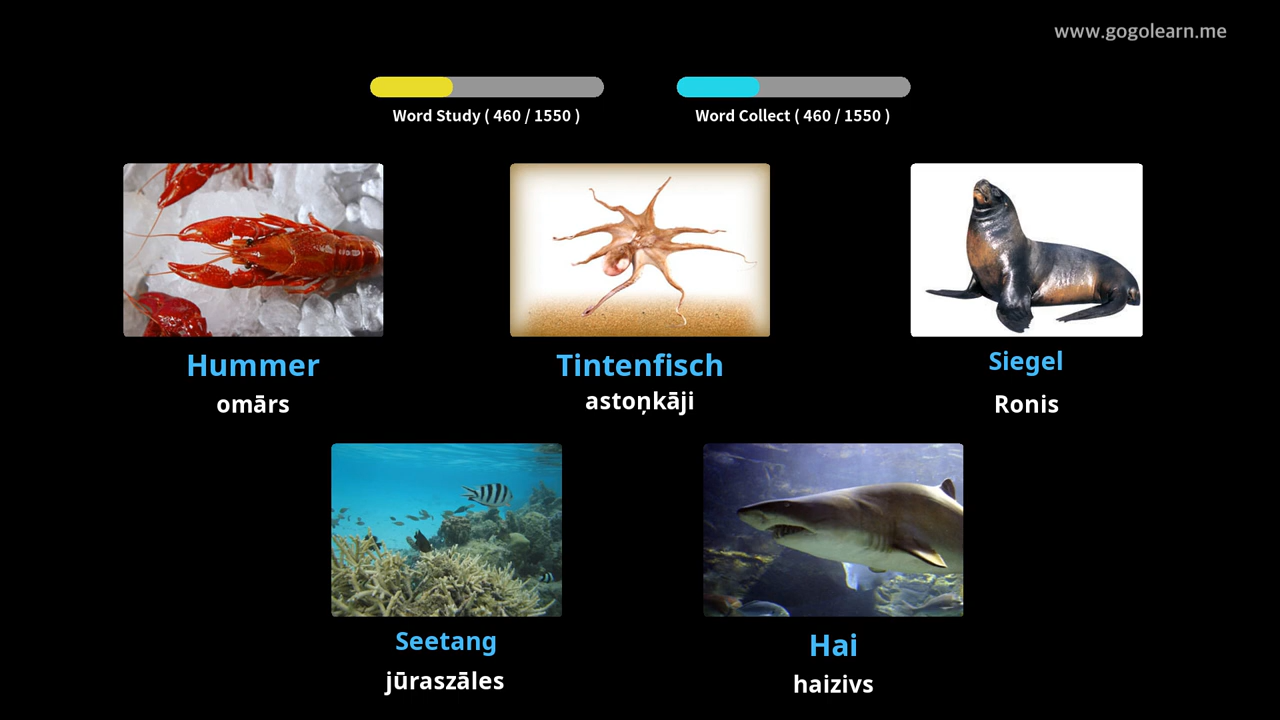 www.gogolearn.me
Word Study ( 460 / 1550 )
Word Collect ( 460 / 1550 )
Hummer
omārs
Tintenfisch
astoņkāji
Siegel
Ronis
Seetang
jūraszāles
Hai
haizivs